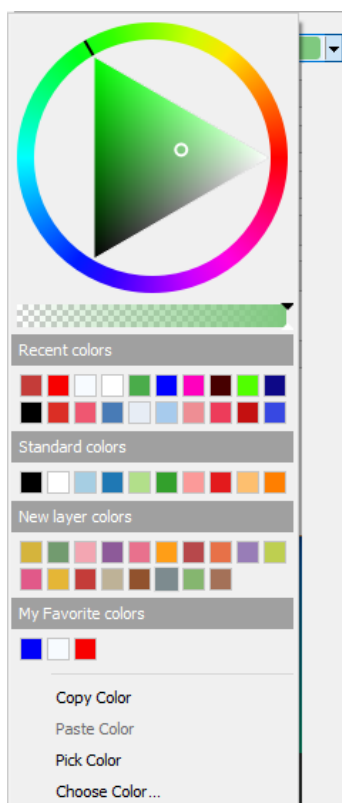 Recent colors
Standard colors
New layer colors
My Favorite colors
Copy Color
Paste Color
Pick Color
Choose Color...